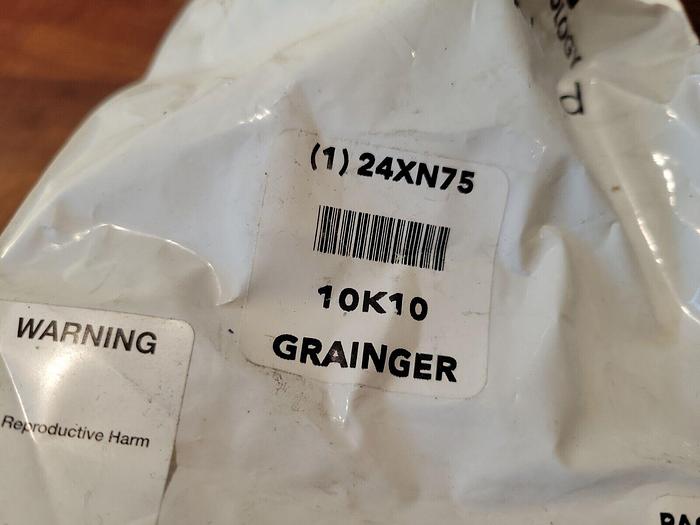 (1) 24XN75
10K10
GRAINGER
WARNING
Reproductive Harm